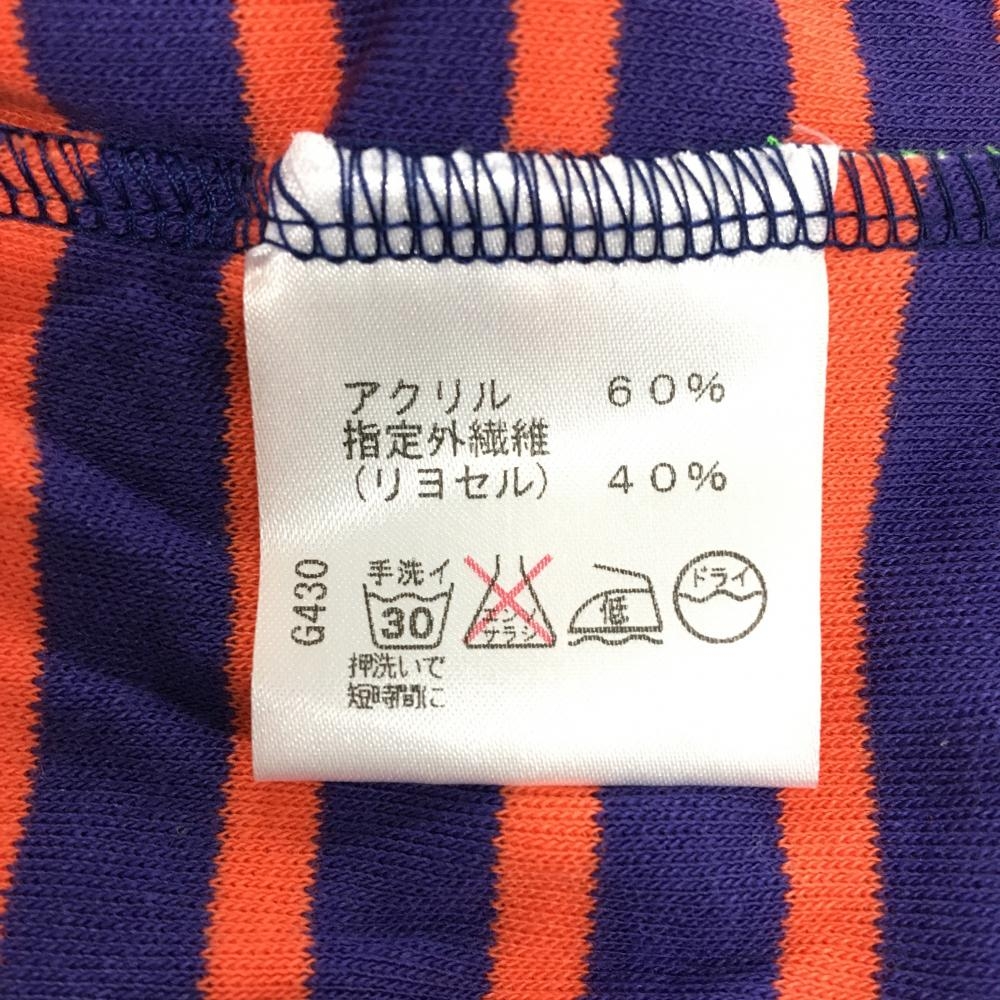 アクリル　６０％
指定外繊維
（リヨセル）　４０％
G430
手洗イ
30
エンソ
サラシ
低
ドライ
押洗いで
短時間に